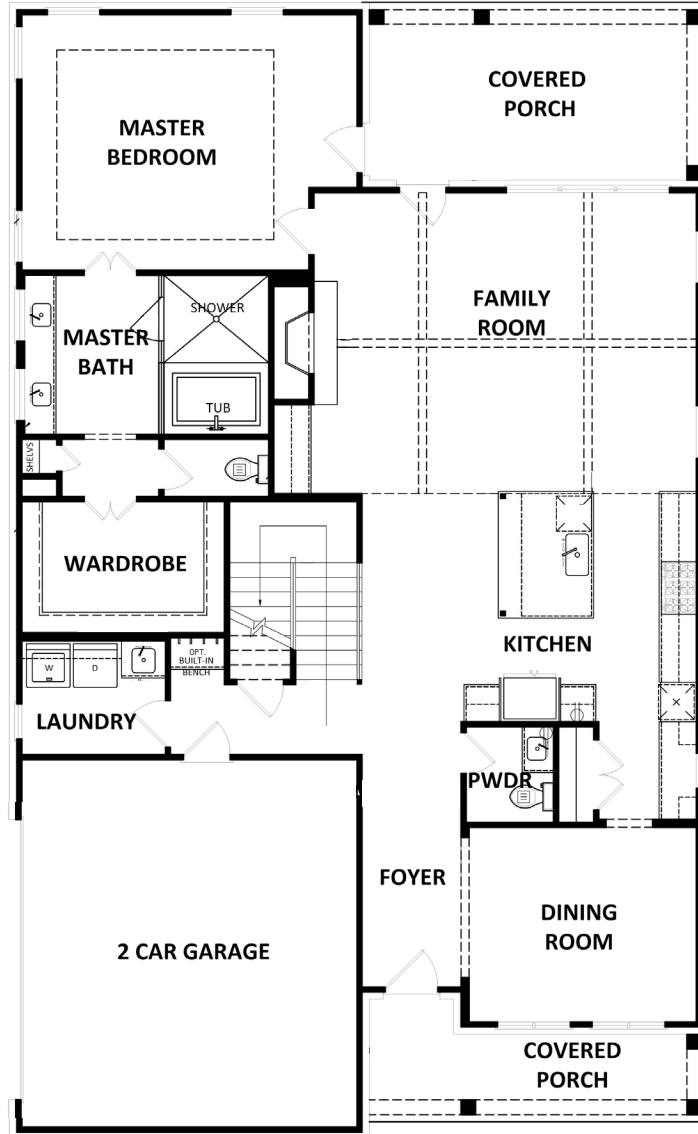 COVERED
PORCH
MASTER
BEDROOM
FAMILY
ROOM
SHOWER
MASTER
BATH
TUB
SHELVS
WARDROBE
KITCHEN
OPT.
BUILT-IN
BENCH
W
D
LAUNDRY
PWDR
FOYER
DINING
ROOM
2 CAR GARAGE
COVERED
PORCH